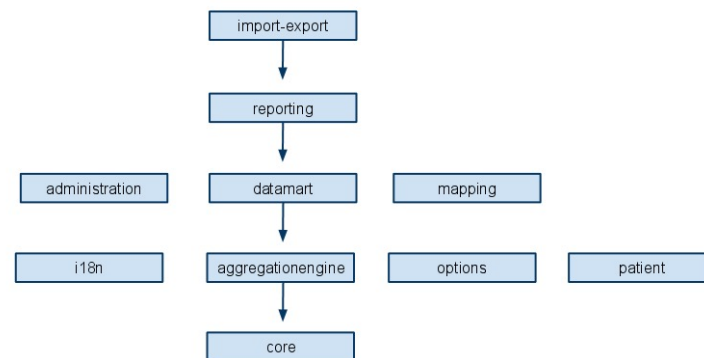 import-export
reporting
administration
datamart
mapping
i18n
aggregationengine
options
patient
core